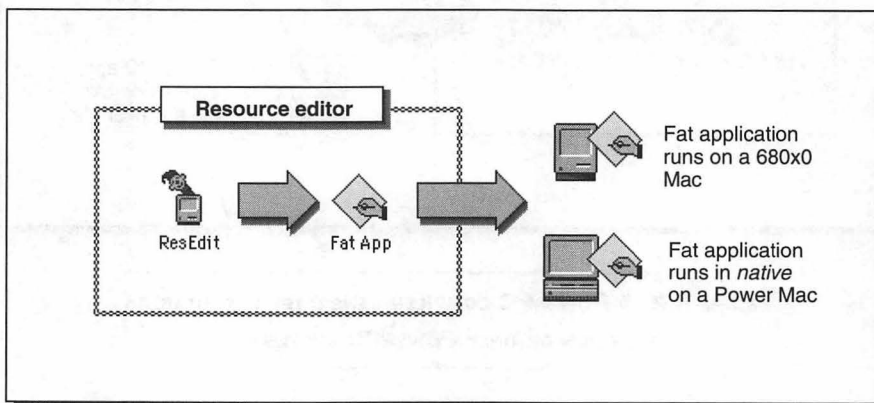 Resource editor
ResEdit
Fat App
Fat application
runs on a 680x0
Mac
Fat application
runs in native
on a Power Mac